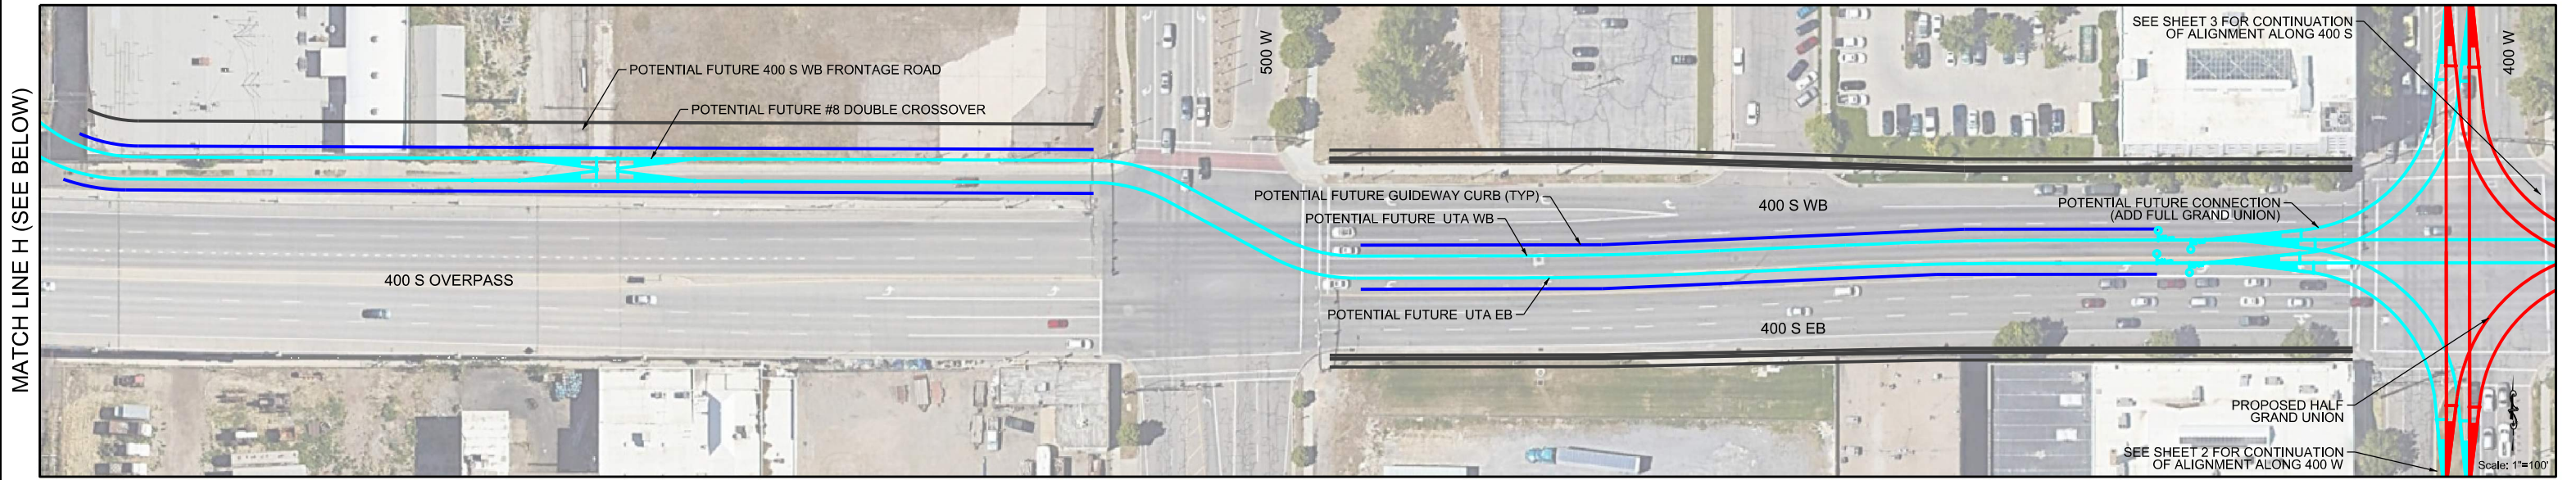 MATCH LINE H (SEE BELOW)
POTENTIAL FUTURE 400 S WB FRONTAGE ROAD
POTENTIAL FUTURE #8 DOUBLE CROSSOVER
400 S OVERPASS
500 W
POTENTIAL FUTURE GUIDEWAY CURB (TYP)
POTENTIAL FUTURE UTA WB
POTENTIAL FUTURE UTA EB
400 S WB
400 S EB
SEE SHEET 3 FOR CONTINUATION
OF ALIGNMENT ALONG 400 S
400 W
POTENTIAL FUTURE CONNECTION
(ADD FULL GRAND UNION)
PROPOSED HALF
GRAND UNION
SEE SHEET 2 FOR CONTINUATION
OF ALIGNMENT ALONG 400 W
Scale: 1"=100'